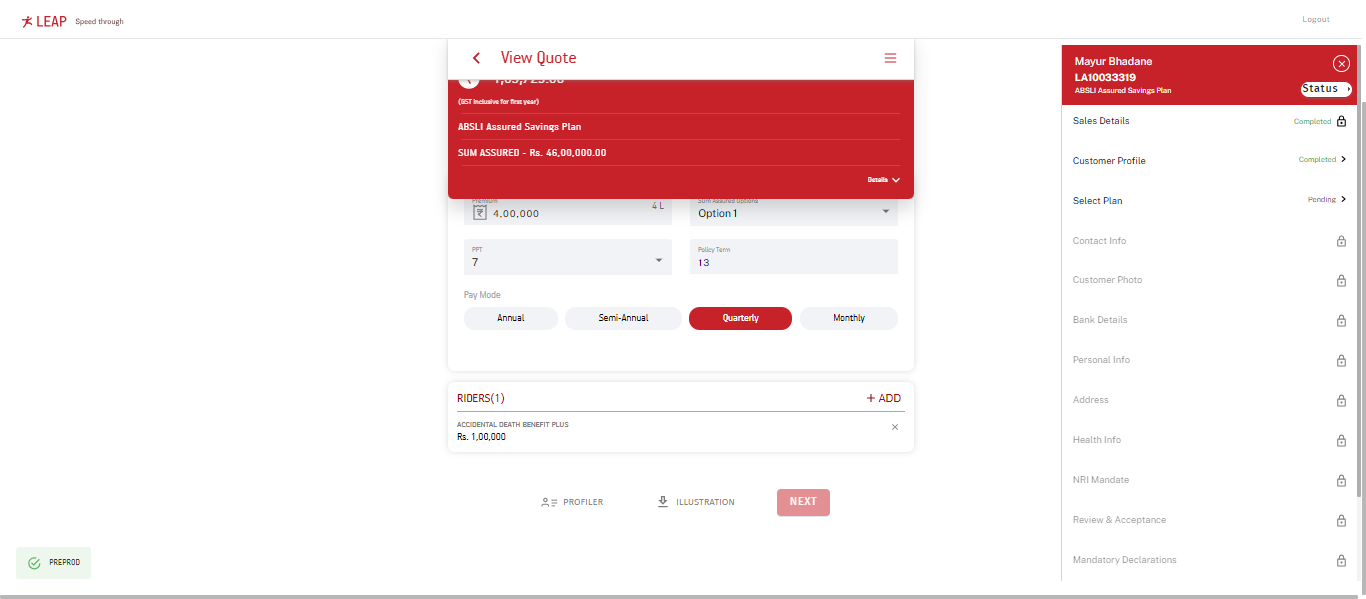 LEAP Speed through
Logout
View Quote
(GST Inclusive for first year)
ABSLI Assured Savings Plan
SUM ASSURED - Rs. 46,00,000.00
Details
Premium
4,00,000
4 L
Sum Assured Options
Option 1
PPT
7
Policy Term
13
Pay Mode
Annual
Semi-Annual
Quarterly
Monthly
RIDERS(1)
+ ADD
ACCIDENTAL DEATH BENEFIT PLUS
Rs. 1,00,000
PROFILER
ILLUSTRATION
NEXT
PREPROD
Mayur Bhadane
LA10033319
ABSLI Assured Savings Plan
Status
Sales Details Completed
Customer Profile Completed
Select Plan Pending
Contact Info
Customer Photo
Bank Details
Personal Info
Address
Health Info
NRI Mandate
Review & Acceptance
Mandatory Declarations